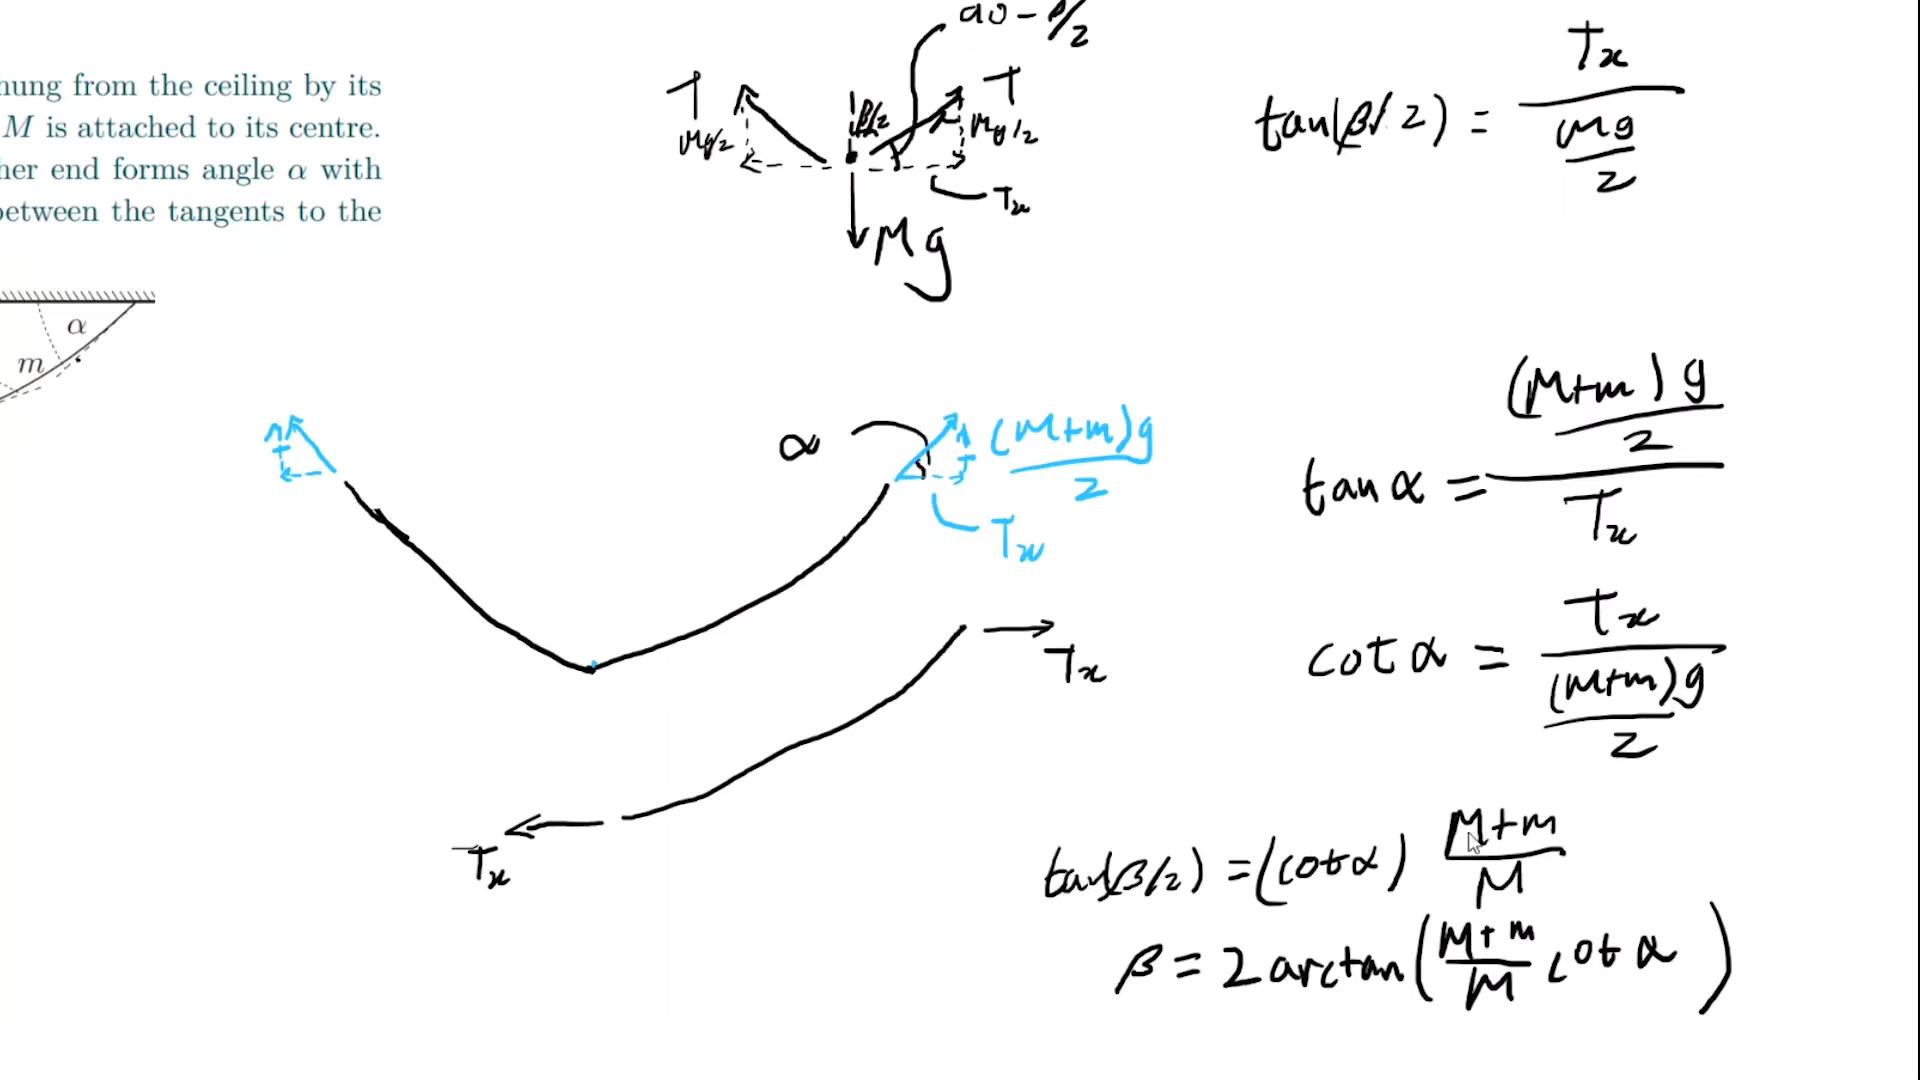 nung from the ceiling by its
M is attached to its centre.
her end forms angle α with
between the tangents to the
α
m
90 - β/2
T
Mg/2
β/2
T
Mg/2
Tx
Mg
tan(β/2) = Tx / (Mg/2)
α
(M+m)g/2
Tx
tan α = ((M+m)g/2) / Tx
Tx
Tx
cot α = Tx / ((M+m)g/2)
tan(β/2) = (cot α) (M+m)/M
β = 2 arctan((M+m)/M cot α)